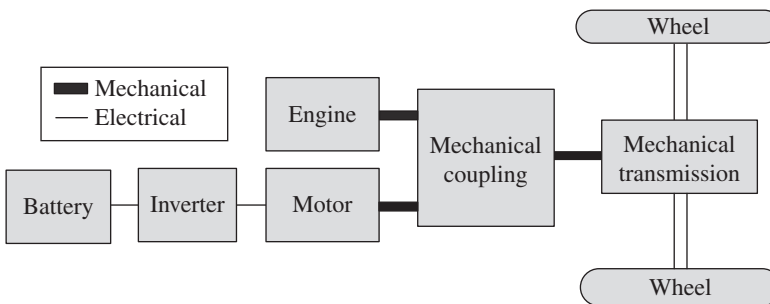 Wheel
Mechanical
Electrical
Engine
Mechanical
coupling
Mechanical
transmission
Battery
Inverter
Motor
Wheel